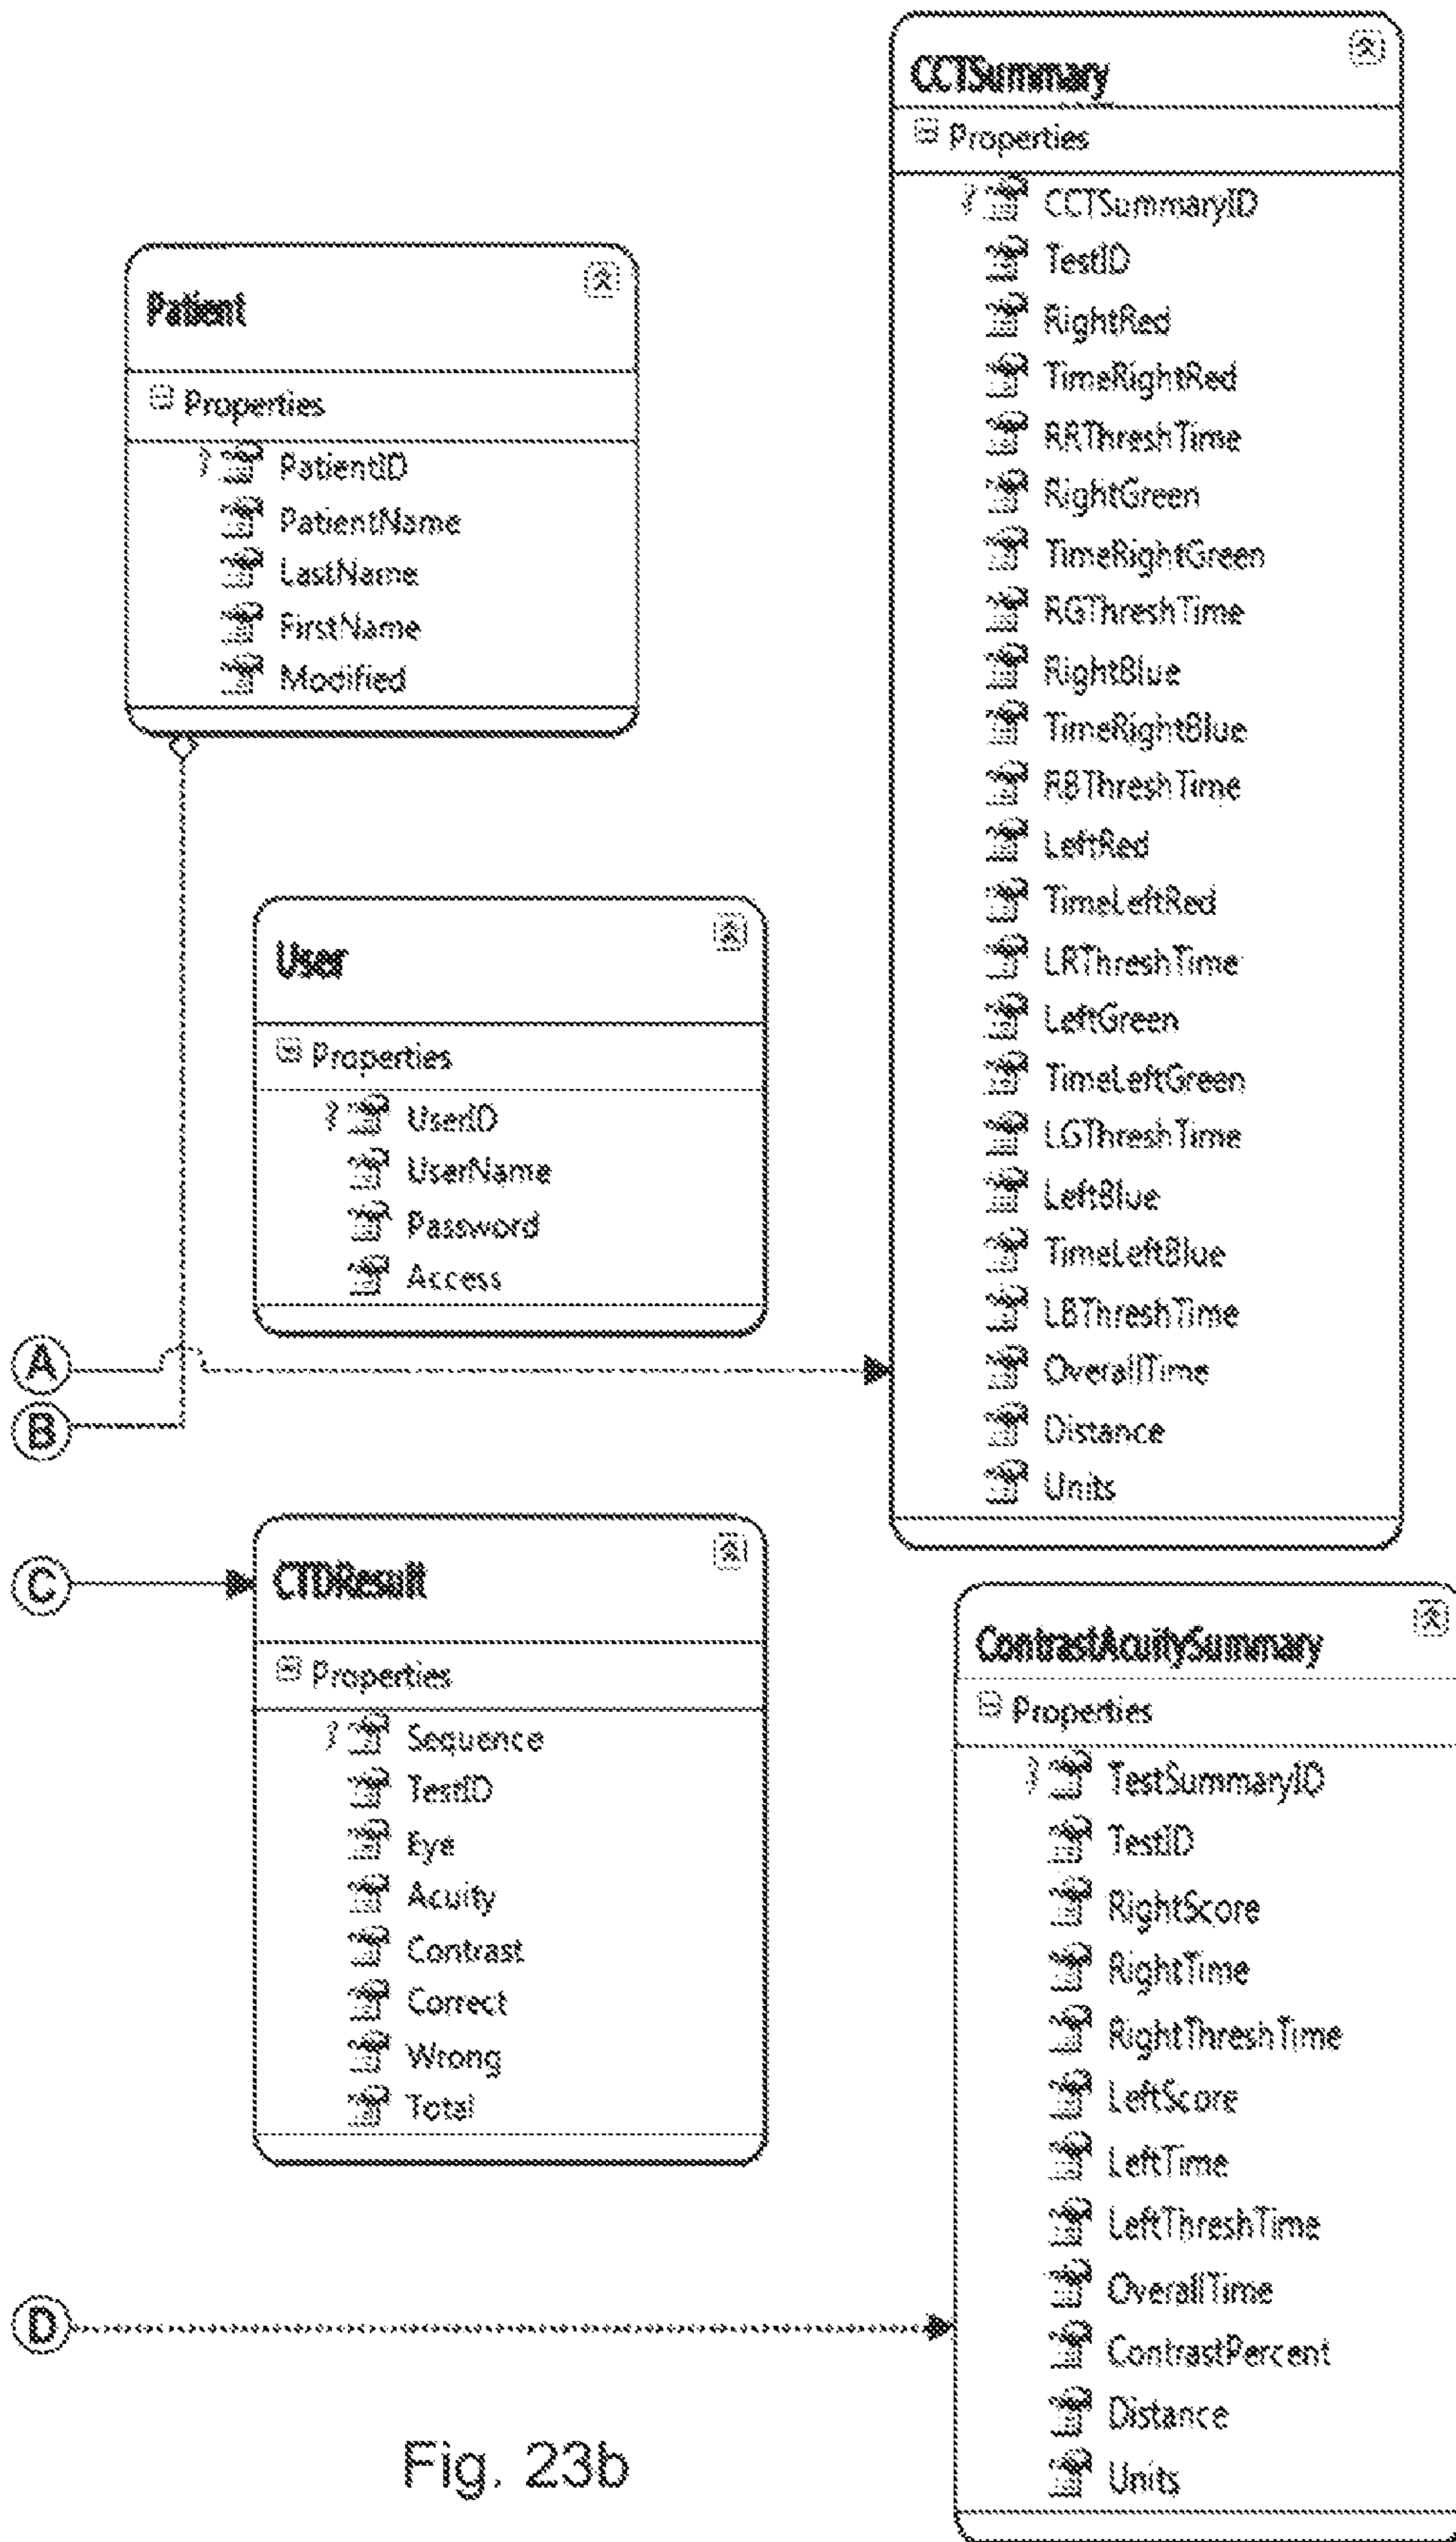 CCTSummary
Properties
CCTSummaryID
TestID
RightRed
TimeRightRed
RRThreshTime
RightGreen
TimeRightGreen
RGThreshTime
RightBlue
TimeRightBlue
RBThreshTime
LeftRed
TimeLeftRed
LRThreshTime
LeftGreen
TimeLeftGreen
LGThreshTime
LeftBlue
TimeLeftBlue
LBThreshTime
OverallTime
Distance
Units
Patient
Properties
PatientID
PatientName
LastName
FirstName
Modified
User
Properties
UserID
UserName
Password
Access
A
B
C
CTDResult
Properties
Sequence
TestID
Eye
Acuity
Contrast
Correct
Wrong
Total
ContrastAcuitySummary
Properties
TestSummaryID
TestID
RightScore
RightTime
RightThreshTime
LeftScore
LeftTime
LeftThreshTime
OverallTime
ContrastPercent
Distance
Units
D
Fig. 23b